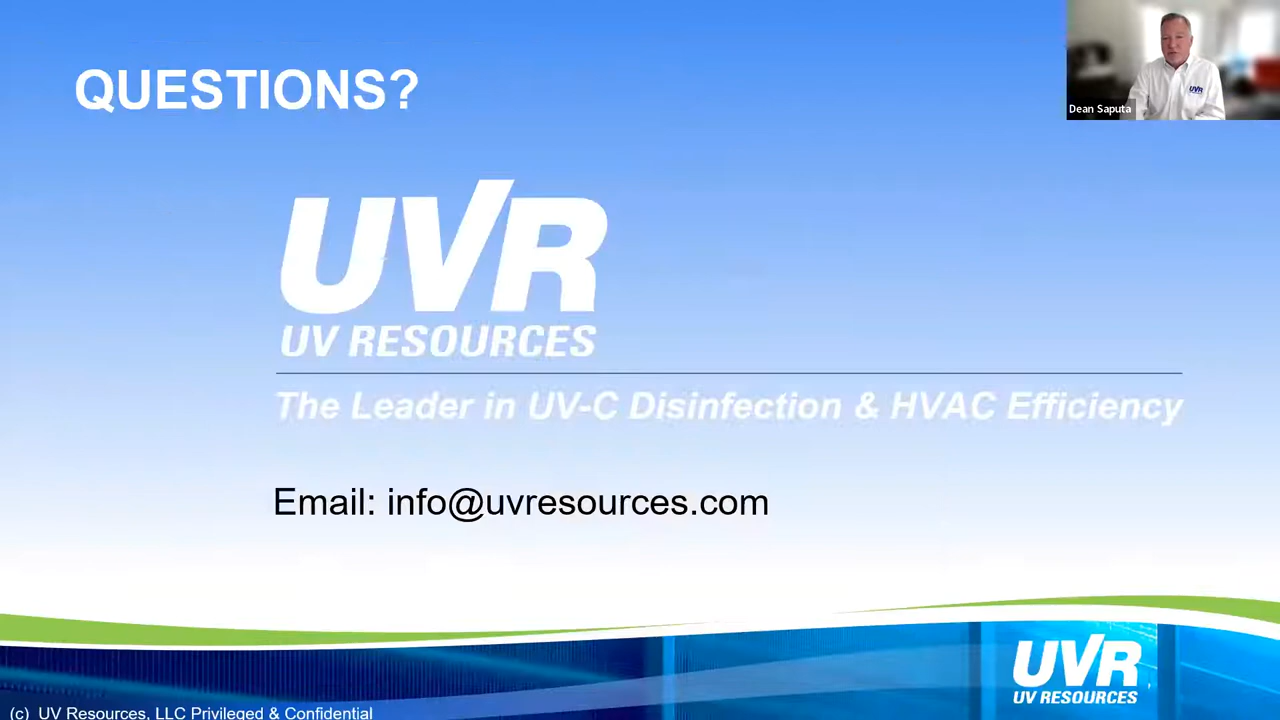 QUESTIONS?
UVR
Dean Saputa
UVR
UV RESOURCES
The Leader in UV-C Disinfection & HVAC Efficiency
Email: info@uvresources.com
UVR
UV RESOURCES
(c) UV Resources, LLC Privileged & Confidential